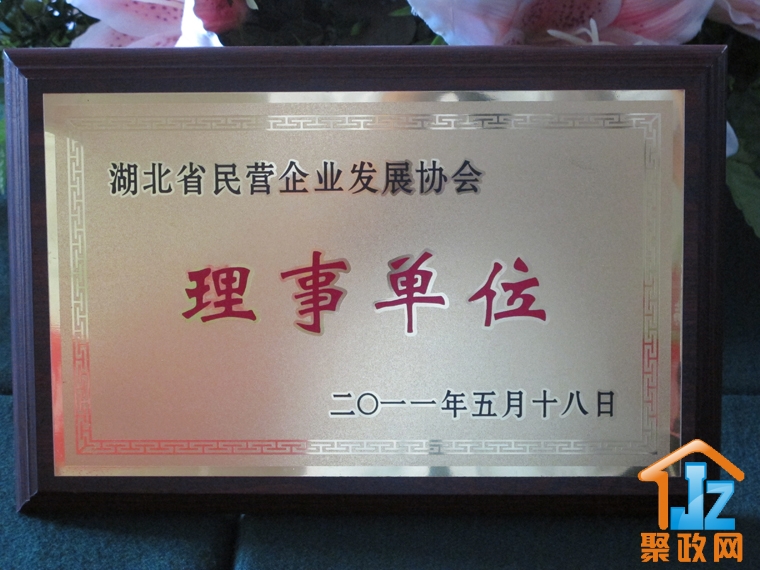 湖北省民营企业发展协会
理事单位
二〇一一年五月十八日
JZ
聚政网